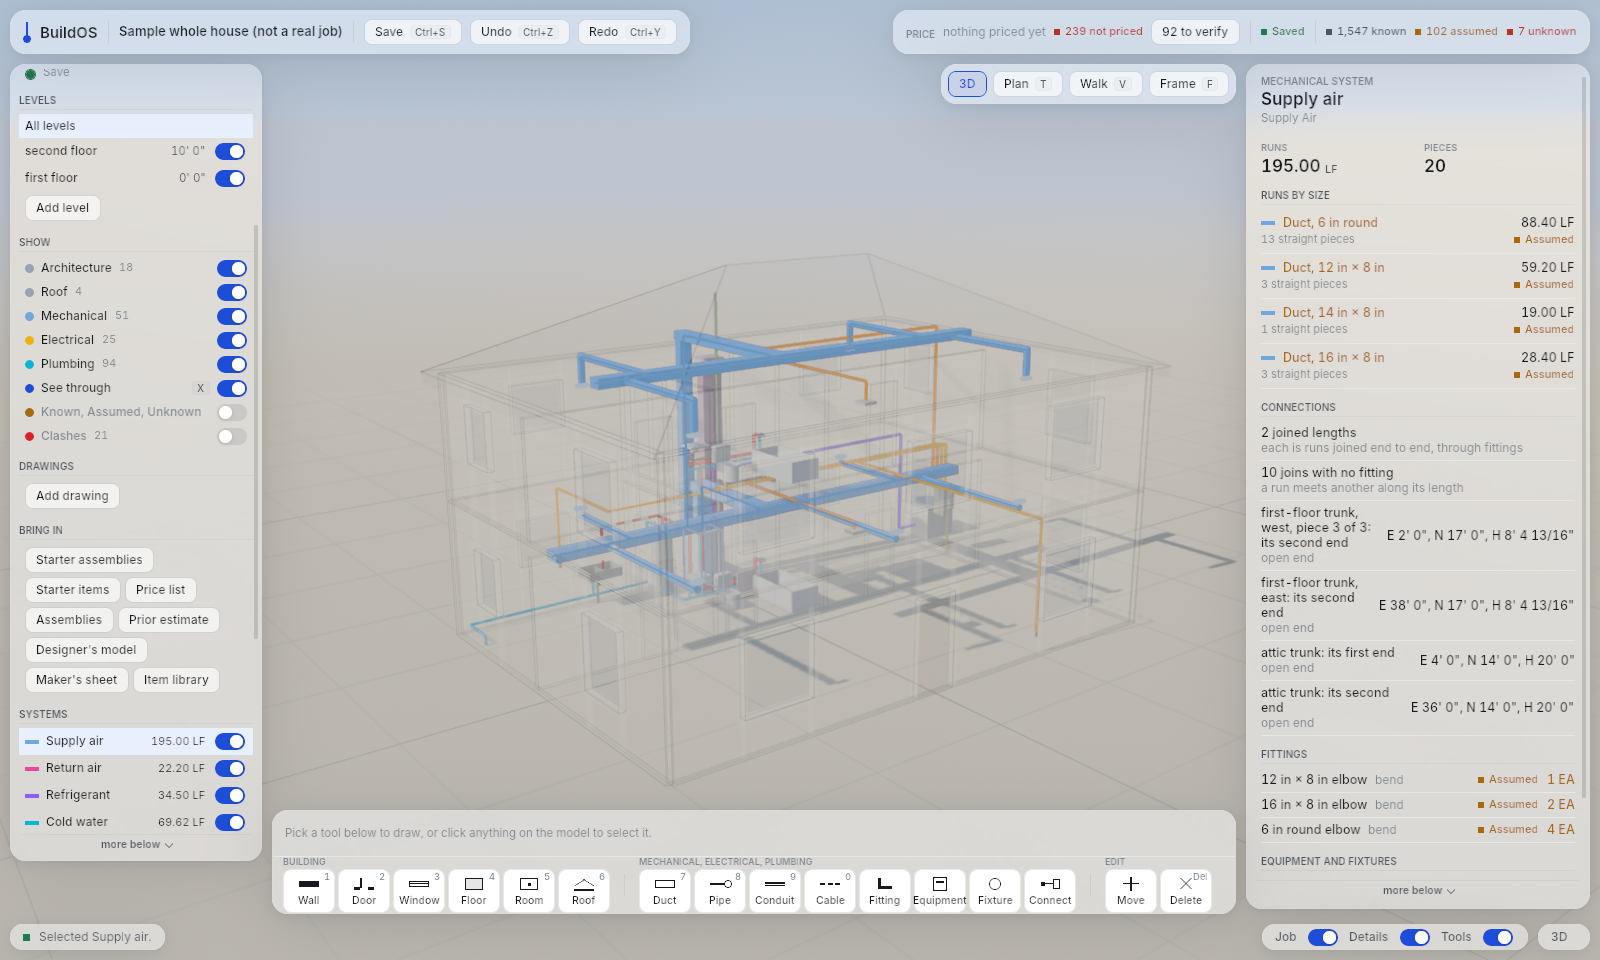 BuildOS
Sample whole house (not a real job)
Save Ctrl+S
Undo Ctrl+Z
Redo Ctrl+Y
PRICE nothing priced yet
239 not priced
92 to verify
Saved
1,547 known
102 assumed
7 unknown
Save
LEVELS
All levels
second floor 10' 0"
first floor 0' 0"
Add level
SHOW
Architecture 18
Roof 4
Mechanical 51
Electrical 25
Plumbing 94
See through X
Known, Assumed, Unknown
Clashes 21
DRAWINGS
Add drawing
BRING IN
Starter assemblies
Starter items Price list
Assemblies Prior estimate
Designer's model
Maker's sheet Item library
SYSTEMS
Supply air 195.00 LF
Return air 22.20 LF
Refrigerant 34.50 LF
Cold water 69.62 LF
more below
3D
Plan T
Walk V
Frame F
MECHANICAL SYSTEM
Supply air
Supply Air
RUNS PIECES
195.00 LF 20
RUNS BY SIZE
Duct, 6 in round 88.40 LF
13 straight pieces Assumed
Duct, 12 in × 8 in 59.20 LF
3 straight pieces Assumed
Duct, 14 in × 8 in 19.00 LF
1 straight pieces Assumed
Duct, 16 in × 8 in 28.40 LF
3 straight pieces Assumed
CONNECTIONS
2 joined lengths
each is runs joined end to end, through fittings
10 joins with no fitting
a run meets another along its length
first-floor trunk,
west, piece 3 of 3:
its second end
E 2' 0", N 17' 0", H 8' 4 13/16"
open end
first-floor trunk,
east: its second
end
E 38' 0", N 17' 0", H 8' 4 13/16"
open end
attic trunk: its first end
E 4' 0", N 14' 0", H 20' 0"
open end
attic trunk: its second
end
E 36' 0", N 14' 0", H 20' 0"
open end
FITTINGS
12 in × 8 in elbow bend Assumed 1 EA
16 in × 8 in elbow bend Assumed 2 EA
6 in round elbow bend Assumed 4 EA
EQUIPMENT AND FIXTURES
more below
Pick a tool below to draw, or click anything on the model to select it.
BUILDING
Wall 1
Door 2
Window 3
Floor 4
Room 5
Roof 6
MECHANICAL, ELECTRICAL, PLUMBING
Duct 7
Pipe 8
Conduit 9
Cable 0
Fitting
Equipment
Fixture
Connect
EDIT
Move
Delete Del
Selected Supply air.
Job
Details
Tools
3D